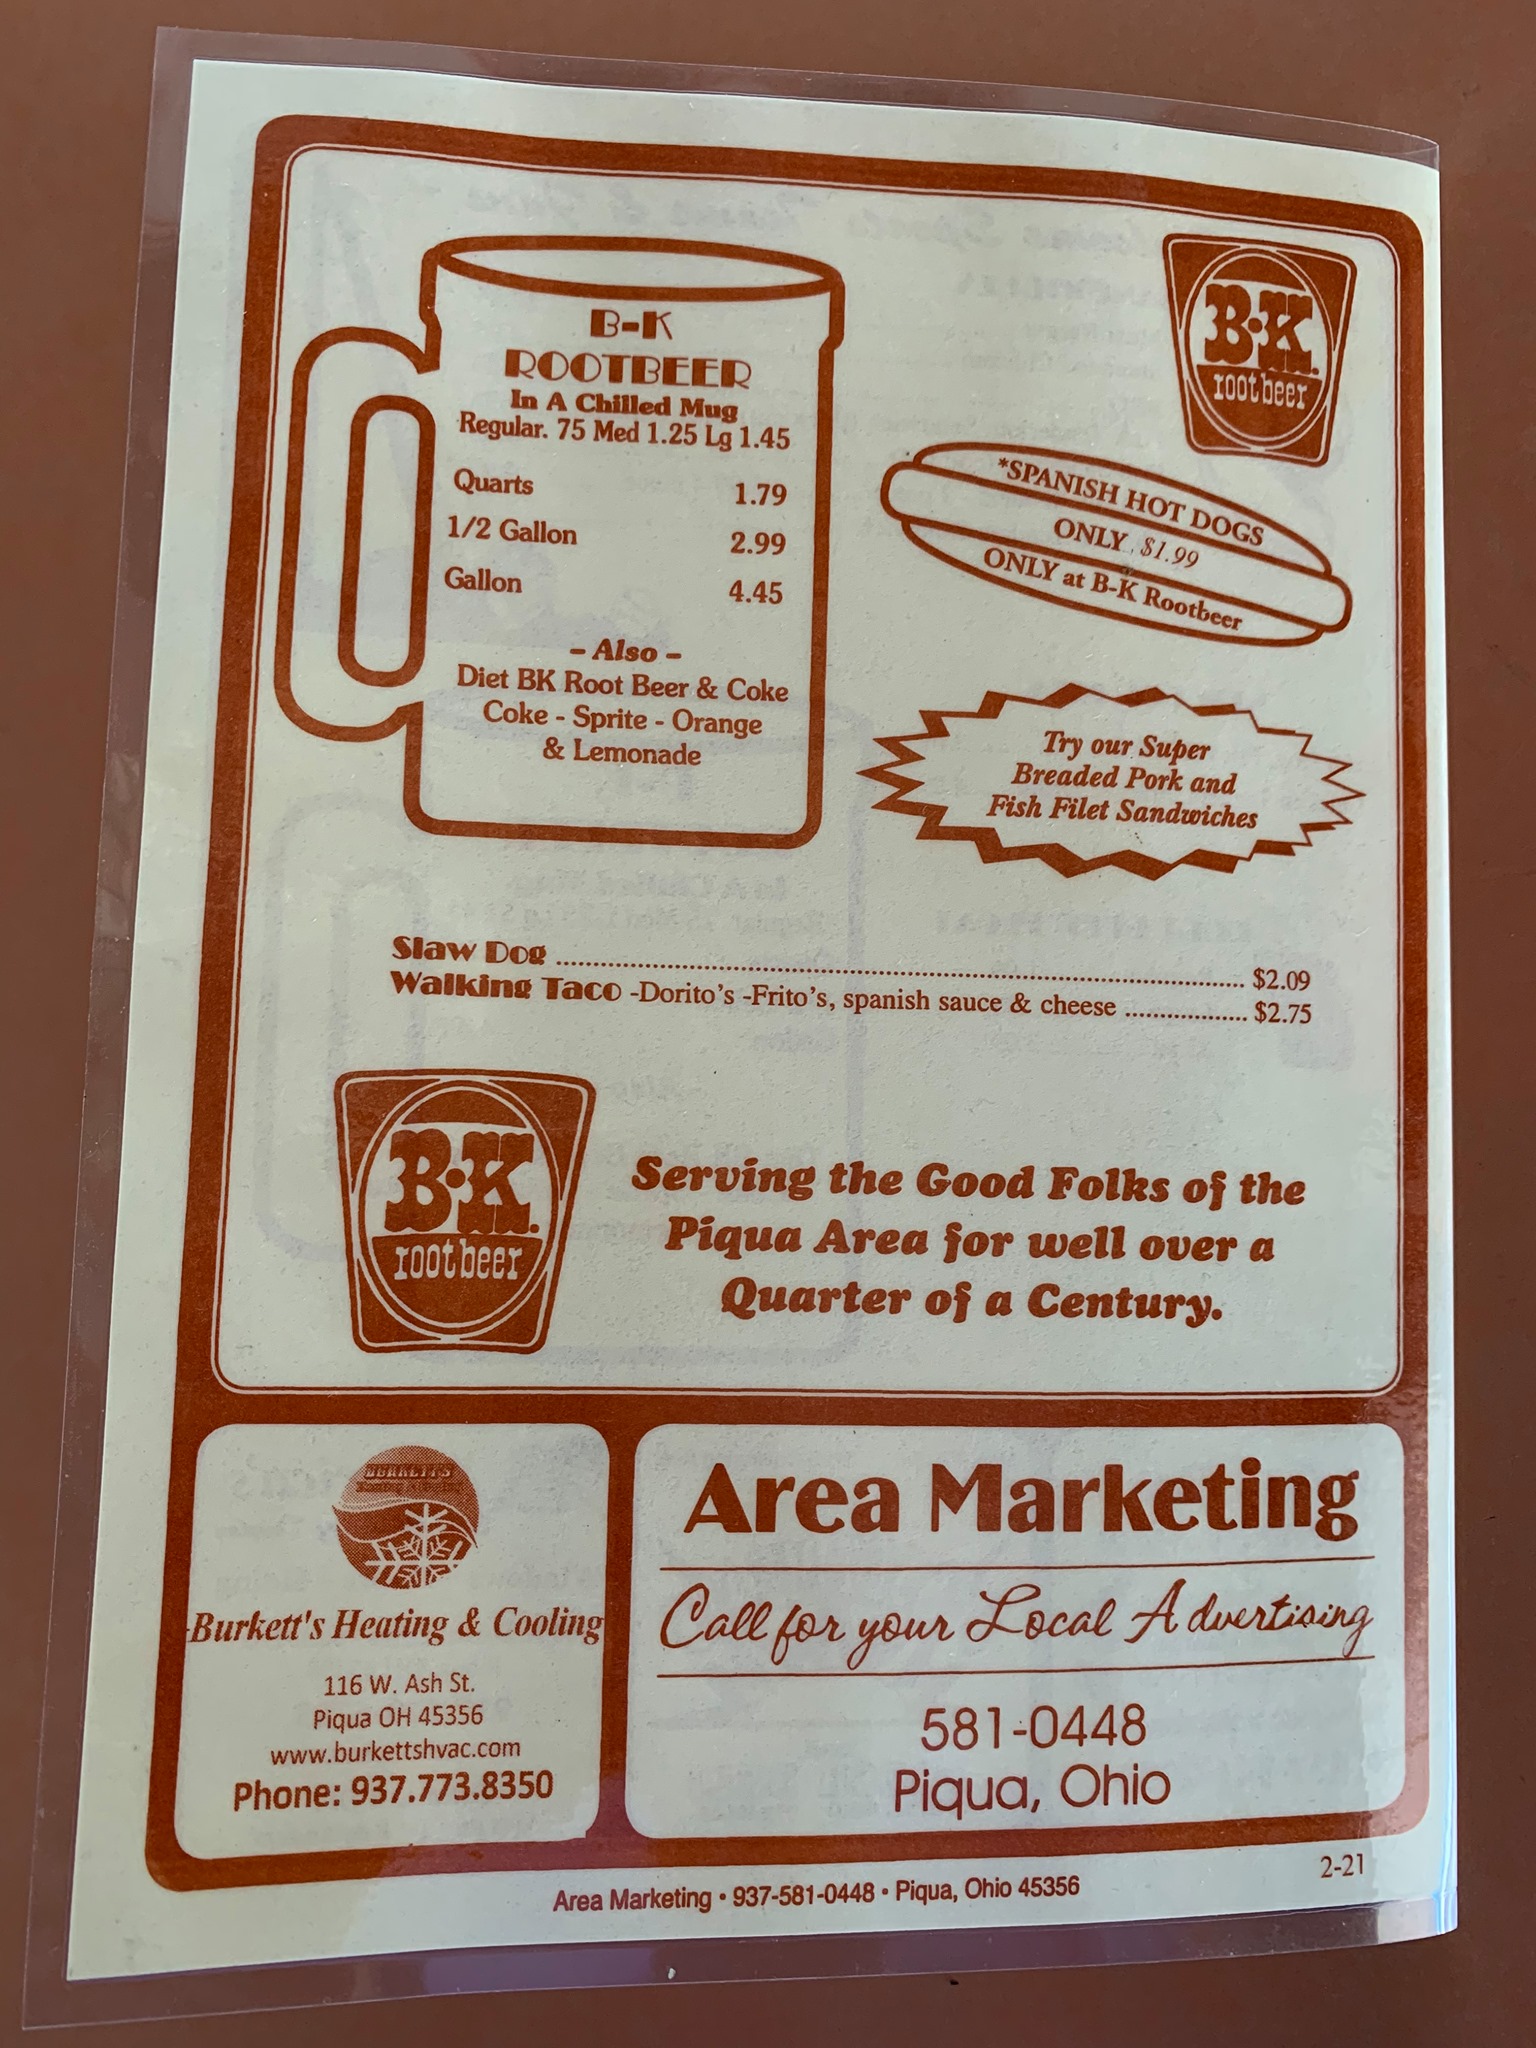 B-K
ROOTBEER
In A Chilled Mug
Regular. 75 Med 1.25 Lg 1.45
Quarts 1.79
1/2 Gallon 2.99
Gallon 4.45
- Also -
Diet BK Root Beer & Coke
Coke - Sprite - Orange
& Lemonade
B·K
rootbeer
*SPANISH HOT DOGS
ONLY $1.99
ONLY at B-K Rootbeer
Try our Super
Breaded Pork and
Fish Filet Sandwiches
Slaw Dog ........ $2.09
Walking Taco -Dorito's -Frito's, spanish sauce & cheese ........ $2.75
B·K
rootbeer
Serving the Good Folks of the
Piqua Area for well over a
Quarter of a Century.
BURKETT'S
Burkett's Heating & Cooling
116 W. Ash St.
Piqua OH 45356
www.burkettshvac.com
Phone: 937.773.8350
Area Marketing
Call for your Local Advertising
581-0448
Piqua, Ohio
2-21
Area Marketing • 937-581-0448 • Piqua, Ohio 45356